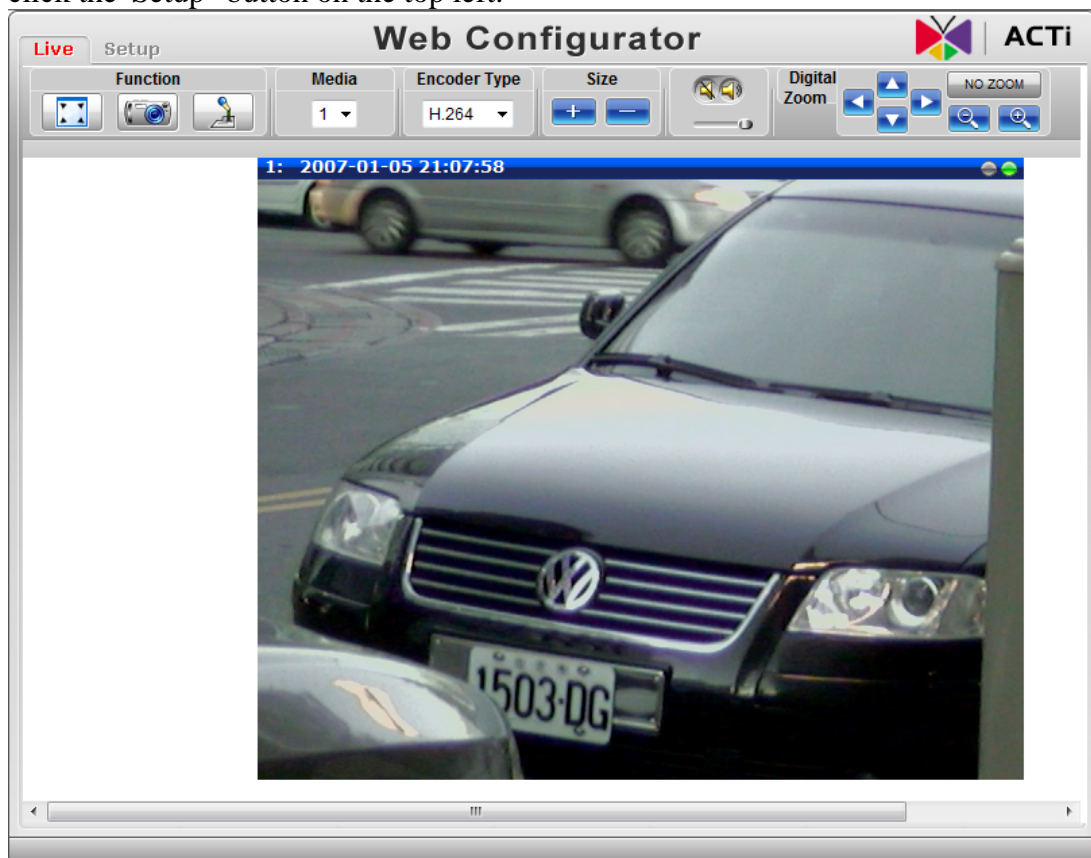 click the "Setup" button on the top left.
Live Setup Web Configurator ACTi
Function Media Encoder Type Size Digital Zoom NO ZOOM
1 H.264
1: 2007-01-05 21:07:58
1503·DG